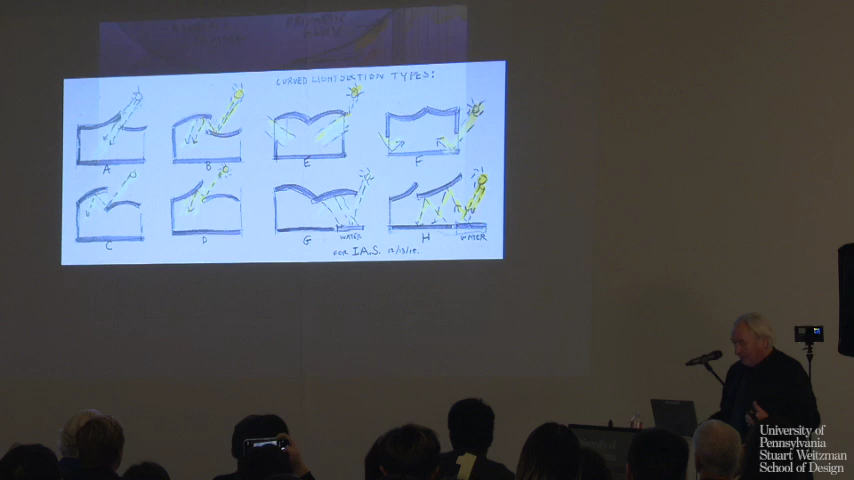 CURVED LIGHT SECTION TYPES:
A
B
E
F
C
D
G
WATER
H
WATER
FOR I.A.S.
University of
Pennsylvania
Stuart Weitzman
School of Design